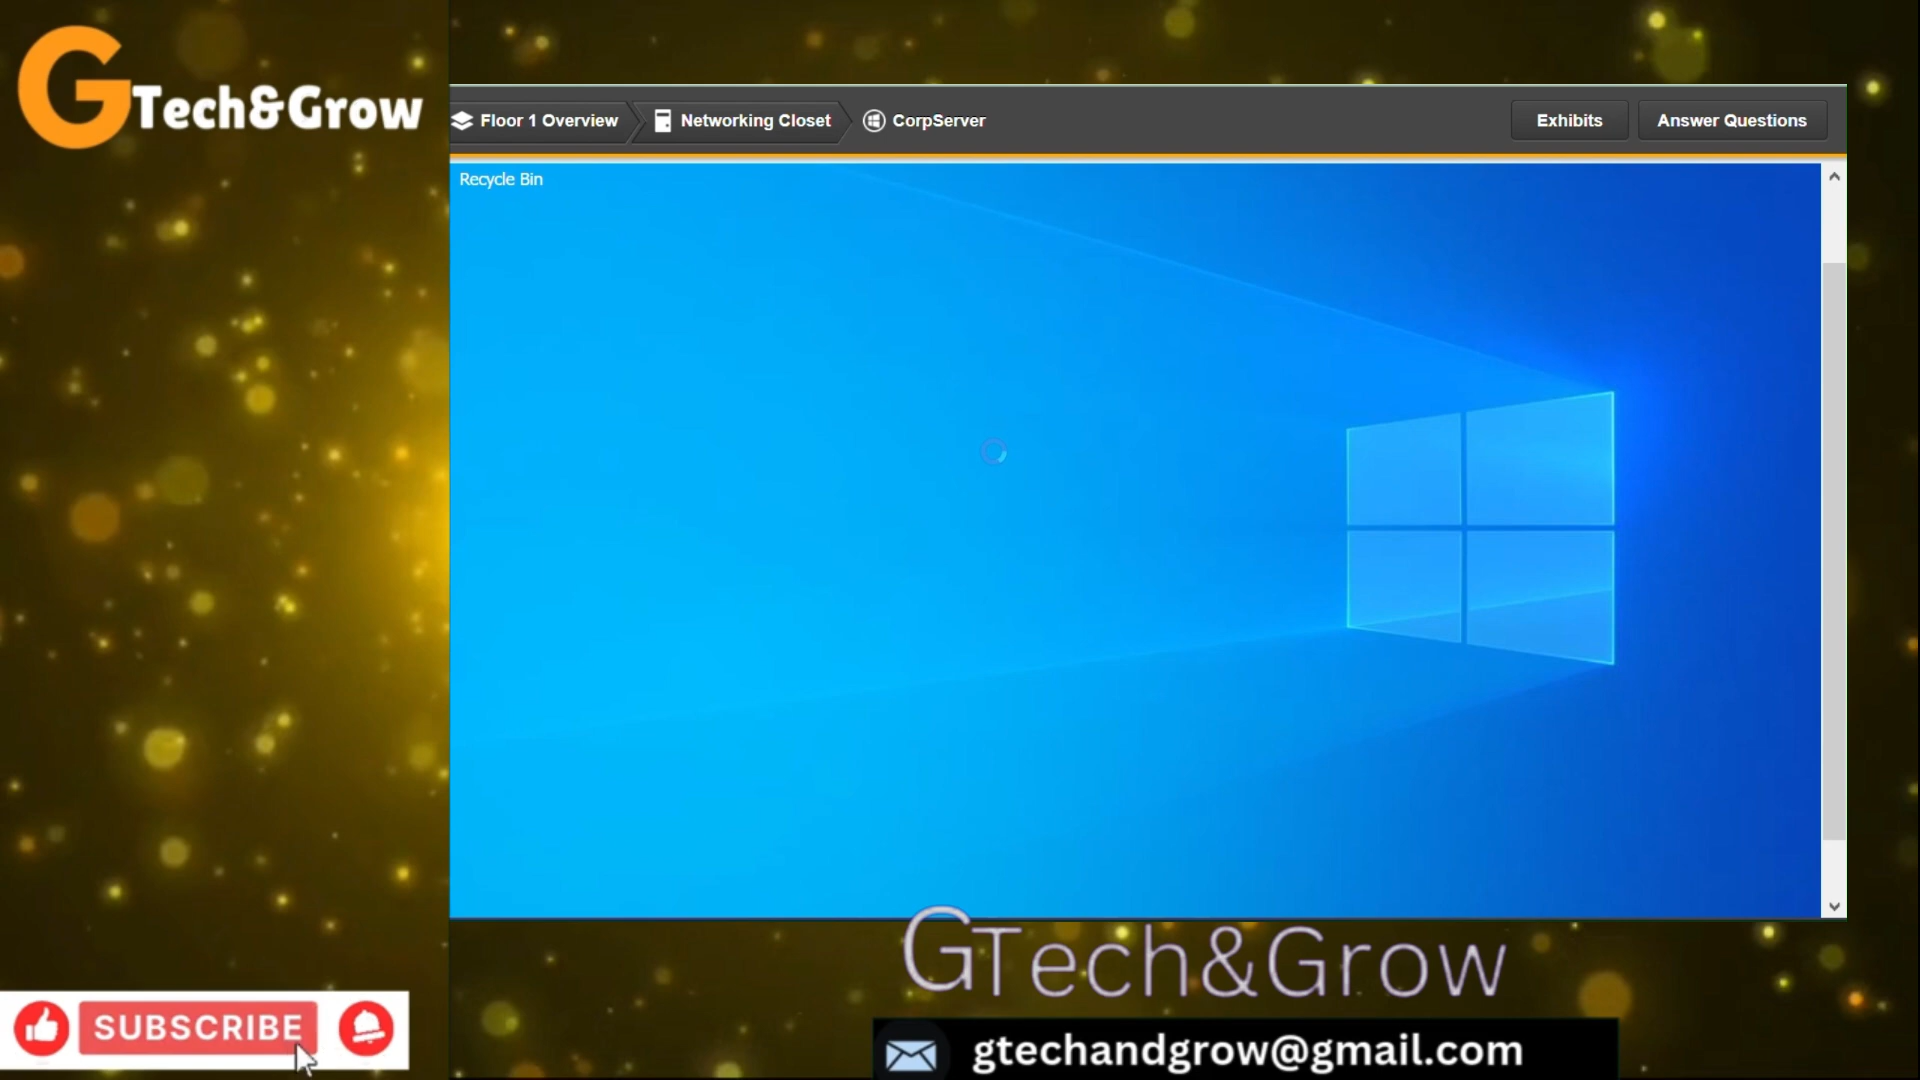 GTech&Grow
Floor 1 Overview
Networking Closet
CorpServer
Exhibits
Answer Questions
Recycle Bin
GTech&Grow
SUBSCRIBE
gtechandgrow@gmail.com